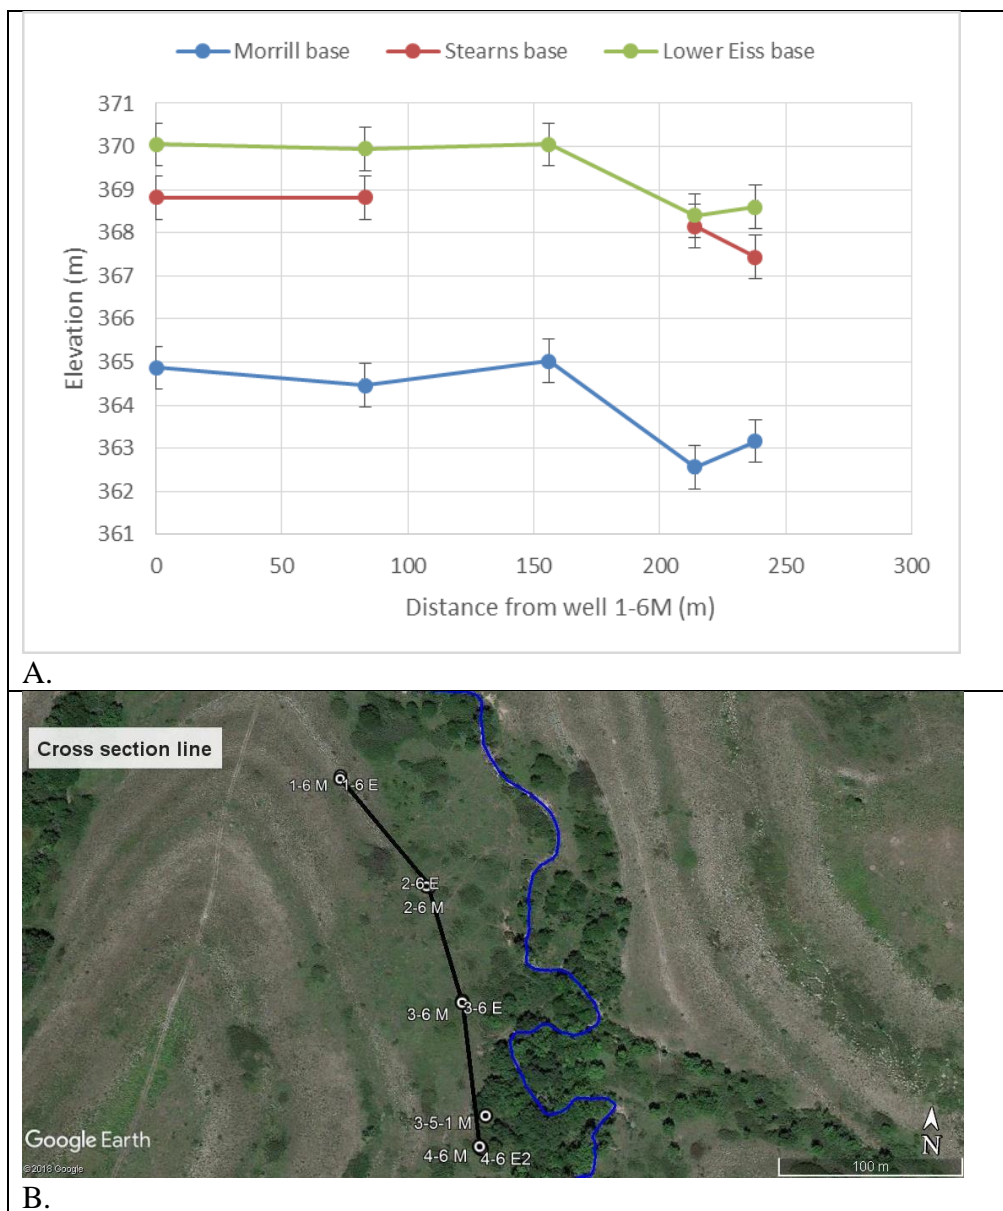 Morrill base Stearns base Lower Eiss base
371
370
369
368
367
366
365
364
363
362
361
Elevation (m)
0 50 100 150 200 250 300
Distance from well 1-6M (m)
A.
Cross section line
1-6 M 1-6 E
2-6 E
2-6 M
3-6 M 3-6 E
3-5-1 M
4-6 M 4-6 E2
Google Earth
©2018 Google
N
100 m
B.